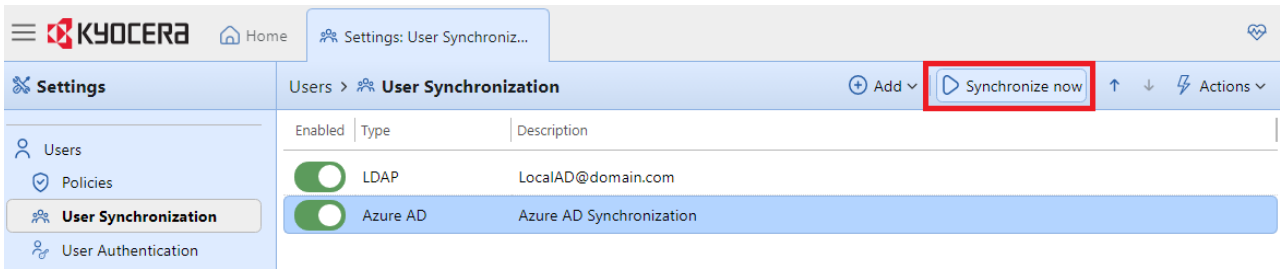 KYOCERA Home Settings: User Synchroniz...
Settings Users > User Synchronization Add Synchronize now Actions
Enabled Type Description
Users
Policies LDAP LocalAD@domain.com
User Synchronization Azure AD Azure AD Synchronization
User Authentication